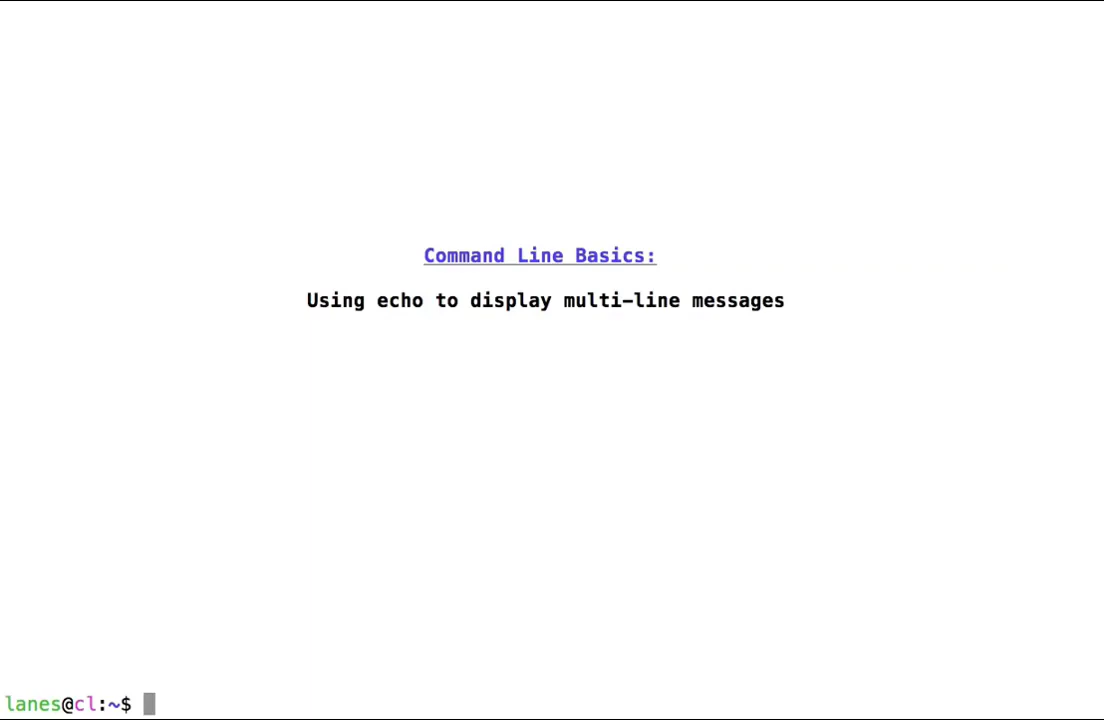 Command Line Basics:
Using echo to display multi-line messages
lanes@cl:~$